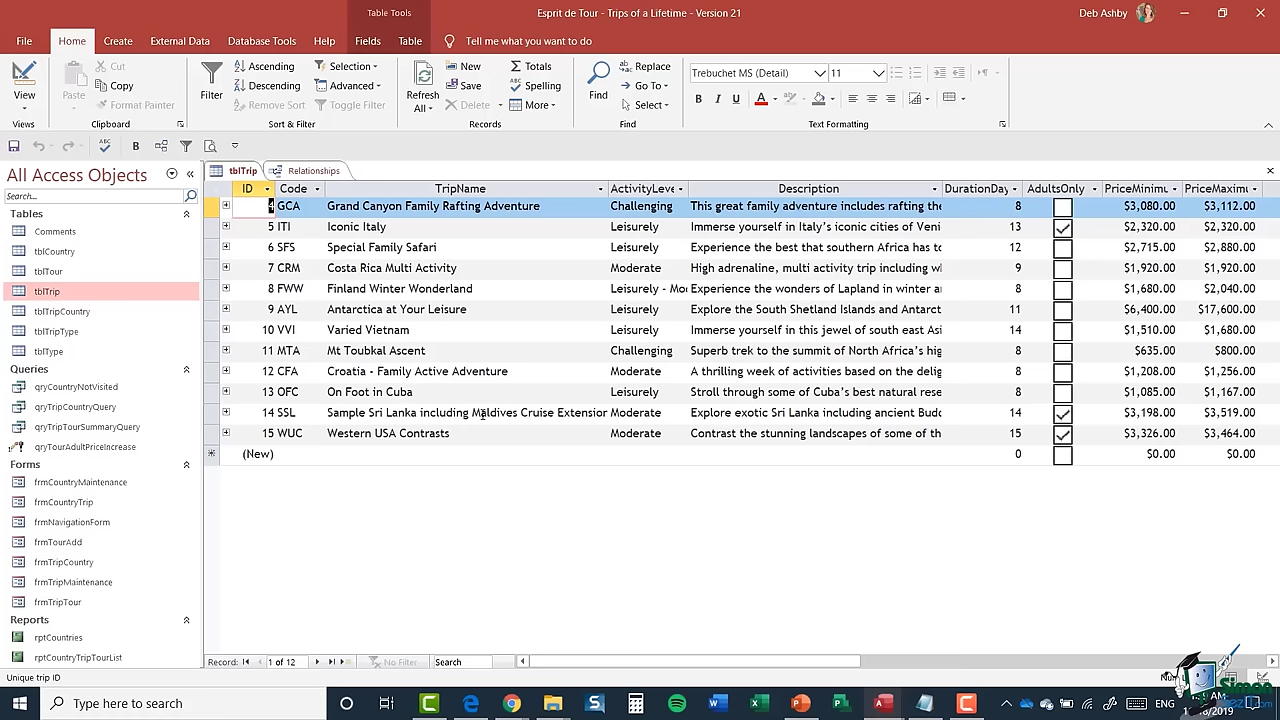 Table Tools
Esprit de Tour - Trips of a Lifetime - Version 21
Deb Ashby
File Home Create External Data Database Tools Help Fields Table Tell me what you want to do
View
Views
Paste
Cut
Copy
Format Painter
Clipboard
Filter
Ascending
Descending
Remove Sort
Selection
Advanced
Toggle Filter
Sort & Filter
Refresh All
New
Save
Delete
Totals
Spelling
More
Records
Find
Replace
Go To
Select
Find
Trebuchet MS (Detail) 11
B I U A
Text Formatting
All Access Objects
Search...
Tables
Comments
tblCountry
tblTour
tblTrip
tblTripCountry
tblTripType
tblType
Queries
qryCountryNotVisited
qryTripCountryQuery
qryTripTourSummaryQuery
qryTourAdultPriceIncrease
Forms
frmCountryMaintenance
frmCountryTrip
frmNavigationForm
frmTourAdd
frmTripCountry
frmTripMaintenance
frmTripTour
Reports
rptCountries
rptCountryTripTourList
tblTrip Relationships
ID Code TripName ActivityLeve Description DurationDay AdultsOnly PriceMinimu PriceMaximu
4 GCA Grand Canyon Family Rafting Adventure Challenging This great family adventure includes rafting the 8 $3,080.00 $3,112.00
5 ITI Iconic Italy Leisurely Immerse yourself in Italy's iconic cities of Veni 13 $2,320.00 $2,320.00
6 SFS Special Family Safari Leisurely Experience the best that southern Africa has to 12 $2,715.00 $2,880.00
7 CRM Costa Rica Multi Activity Moderate High adrenaline, multi activity trip including wh 9 $1,920.00 $1,920.00
8 FWW Finland Winter Wonderland Leisurely - Mod Experience the wonders of Lapland in winter an 8 $1,680.00 $2,040.00
9 AYL Antarctica at Your Leisure Leisurely Explore the South Shetland Islands and Antarct 11 $6,400.00 $17,600.00
10 VVI Varied Vietnam Leisurely Immerse yourself in this jewel of south east Asi 14 $1,510.00 $1,680.00
11 MTA Mt Toubkal Ascent Challenging Superb trek to the summit of North Africa's hig 8 $635.00 $800.00
12 CFA Croatia - Family Active Adventure Moderate A thrilling week of activities based on the delig 8 $1,208.00 $1,256.00
13 OFC On Foot in Cuba Leisurely Stroll through some of Cuba's best natural rese 8 $1,085.00 $1,167.00
14 SSL Sample Sri Lanka including Maldives Cruise Extension Moderate Explore exotic Sri Lanka including ancient Budd 14 $3,198.00 $3,519.00
15 WUC Western USA Contrasts Moderate Contrast the stunning landscapes of some of th 15 $3,326.00 $3,464.00
(New) 0 $0.00 $0.00
Record: 1 of 12 No Filter Search
Unique trip ID
Type here to search
ENG